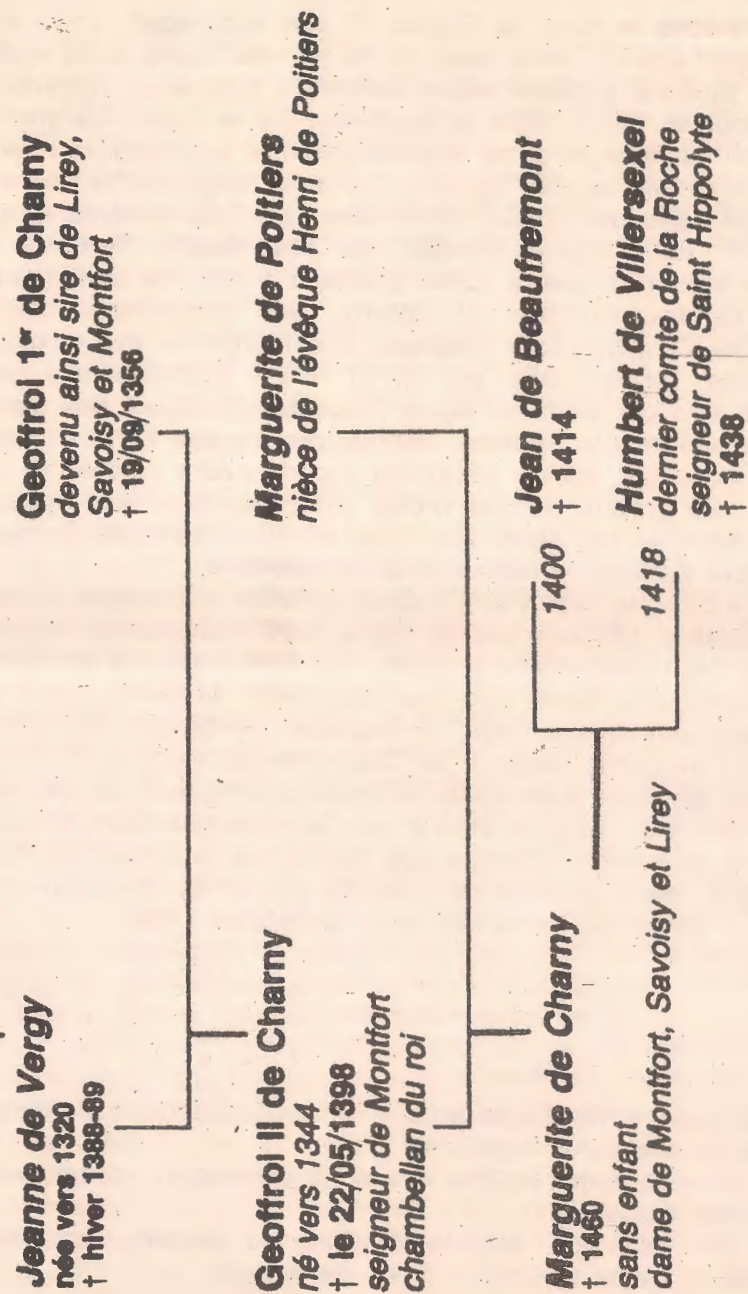 Jeanne de Vergy
née vers 1320
† hiver 1388-89
Geoffroi 1er de Charny
devenu ainsi sire de Lirey,
Savoisy et Montfort
† 19/09/1356
Geoffroi II de Charny
né vers 1344
† le 22/05/1398
seigneur de Montfort
chambellan du roi
Marguerite de Poitiers
nièce de l'évêque Henri de Poitiers
Marguerite de Charny
† 1460
sans enfant
dame de Montfort, Savoisy et Lirey
1400
Jean de Beaufremont
† 1414
1418
Humbert de Villersexel
dernier comte de la Roche
seigneur de Saint Hippolyte
† 1438